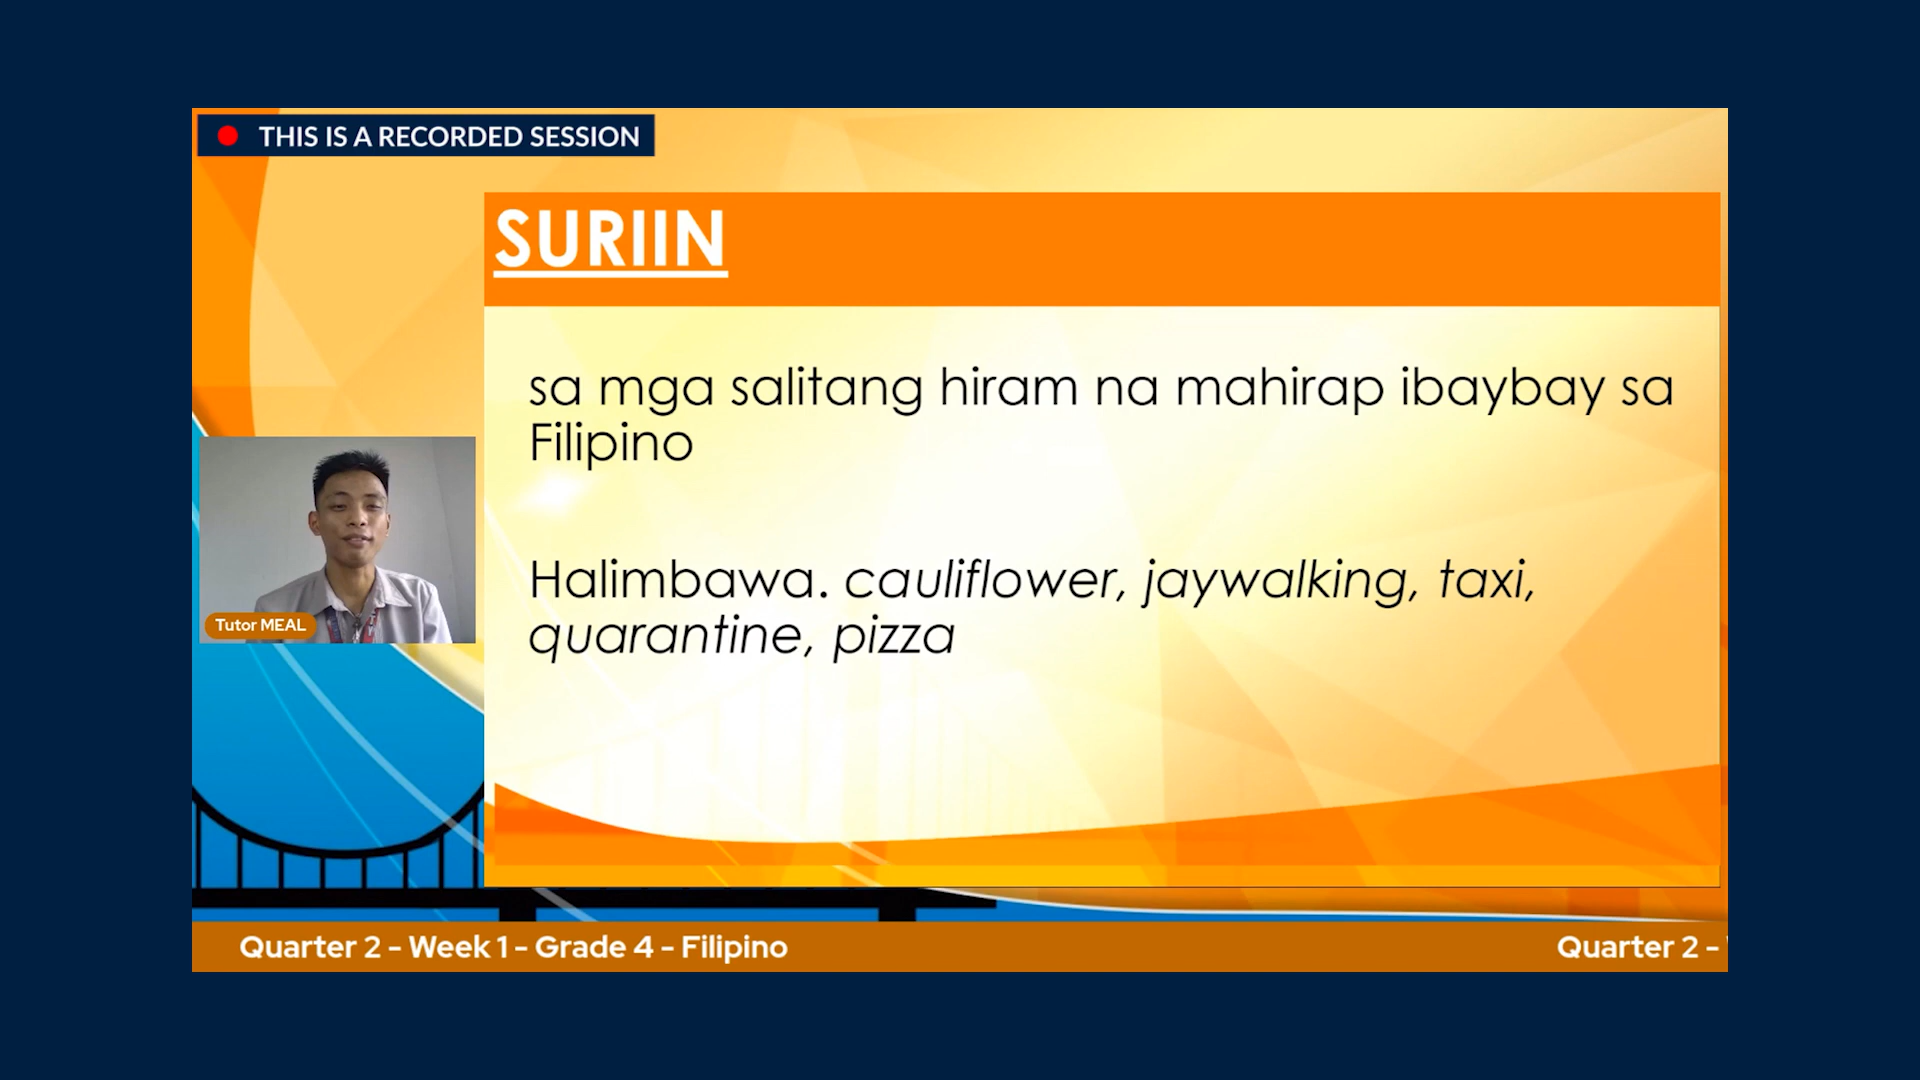 THIS IS A RECORDED SESSION
SURIIN
sa mga salitang hiram na mahirap ibaybay sa
Filipino
Halimbawa. cauliflower, jaywalking, taxi,
quarantine, pizza
Tutor MEAL
Quarter 2 - Week 1 - Grade 4 - Filipino
Quarter 2 -